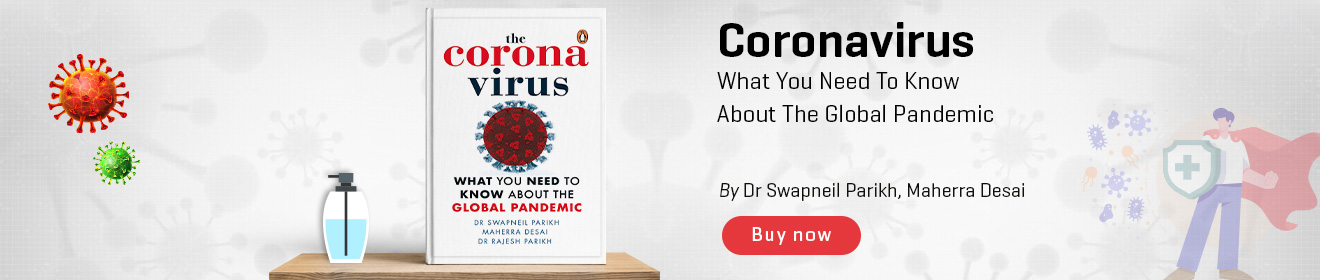 the
corona
virus
WHAT YOU NEED TO
KNOW ABOUT THE
GLOBAL PANDEMIC
DR SWAPNEIL PARIKH
MAHERRA DESAI
DR RAJESH PARIKH
Coronavirus
What You Need To Know
About The Global Pandemic
By Dr Swapneil Parikh, Maherra Desai
Buy now